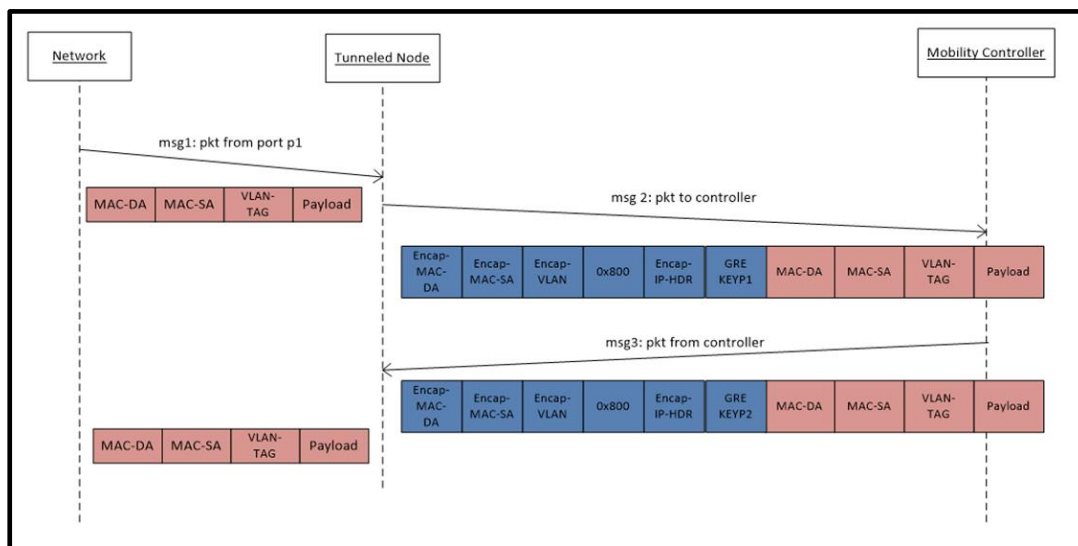 Network
Tunneled Node
Mobility Controller
msg1: pkt from port p1
MAC-DA MAC-SA VLAN-TAG Payload
msg 2: pkt to controller
Encap-MAC-DA Encap-MAC-SA Encap-VLAN 0x800 Encap-IP-HDR GRE KEYP1 MAC-DA MAC-SA VLAN-TAG Payload
msg3: pkt from controller
Encap-MAC-DA Encap-MAC-SA Encap-VLAN 0x800 Encap-IP-HDR GRE KEYP2 MAC-DA MAC-SA VLAN-TAG Payload
MAC-DA MAC-SA VLAN-TAG Payload